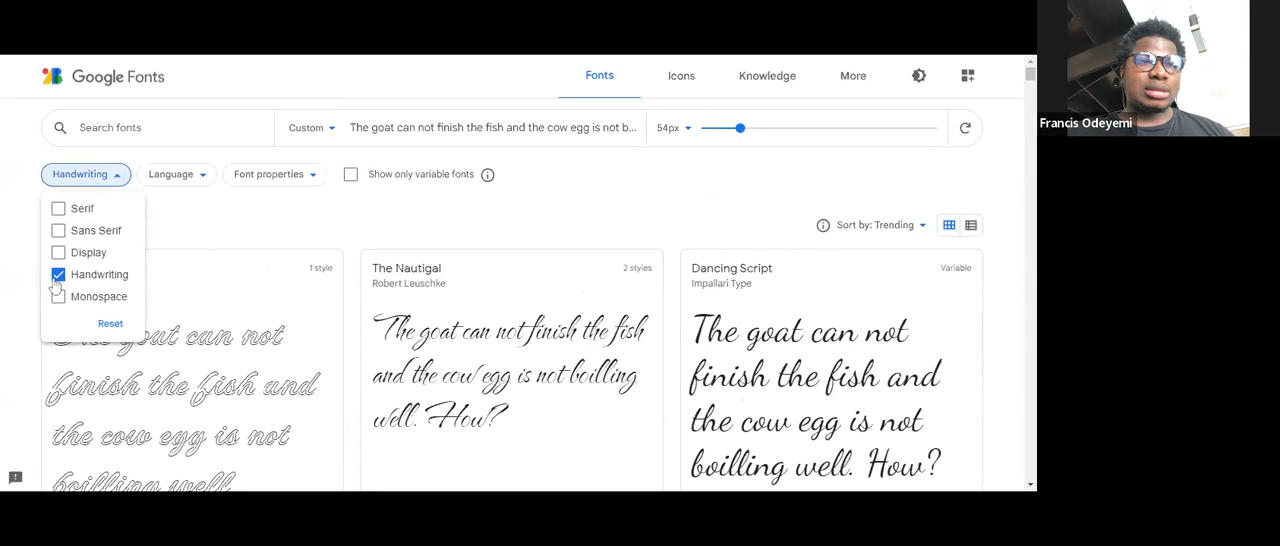 Google Fonts
Fonts
Icons
Knowledge
More
Search fonts
Custom
The goat can not finish the fish and the cow egg is not b...
54px
Handwriting
Language
Font properties
Show only variable fonts
Serif
Sans Serif
Display
Handwriting
Monospace
Reset
Sort by: Trending
1 style
The goat can not
finish the fish and
the cow egg is not
boilling well.
The Nautigal
2 styles
Robert Leuschke
The goat can not finish the fish
and the cow egg is not boilling
well. How?
Dancing Script
Variable
Impallari Type
The goat can not
finish the fish and
the cow egg is not
boilling well. How?
Francis Odeyemi